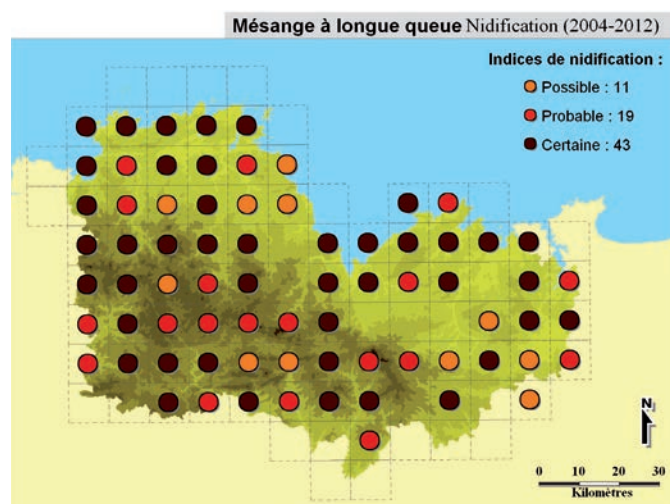 Mésange à longue queue Nidification (2004-2012)
Indices de nidification :
Possible : 11
Probable : 19
Certaine : 43
N
0 10 20 30
Kilomètres